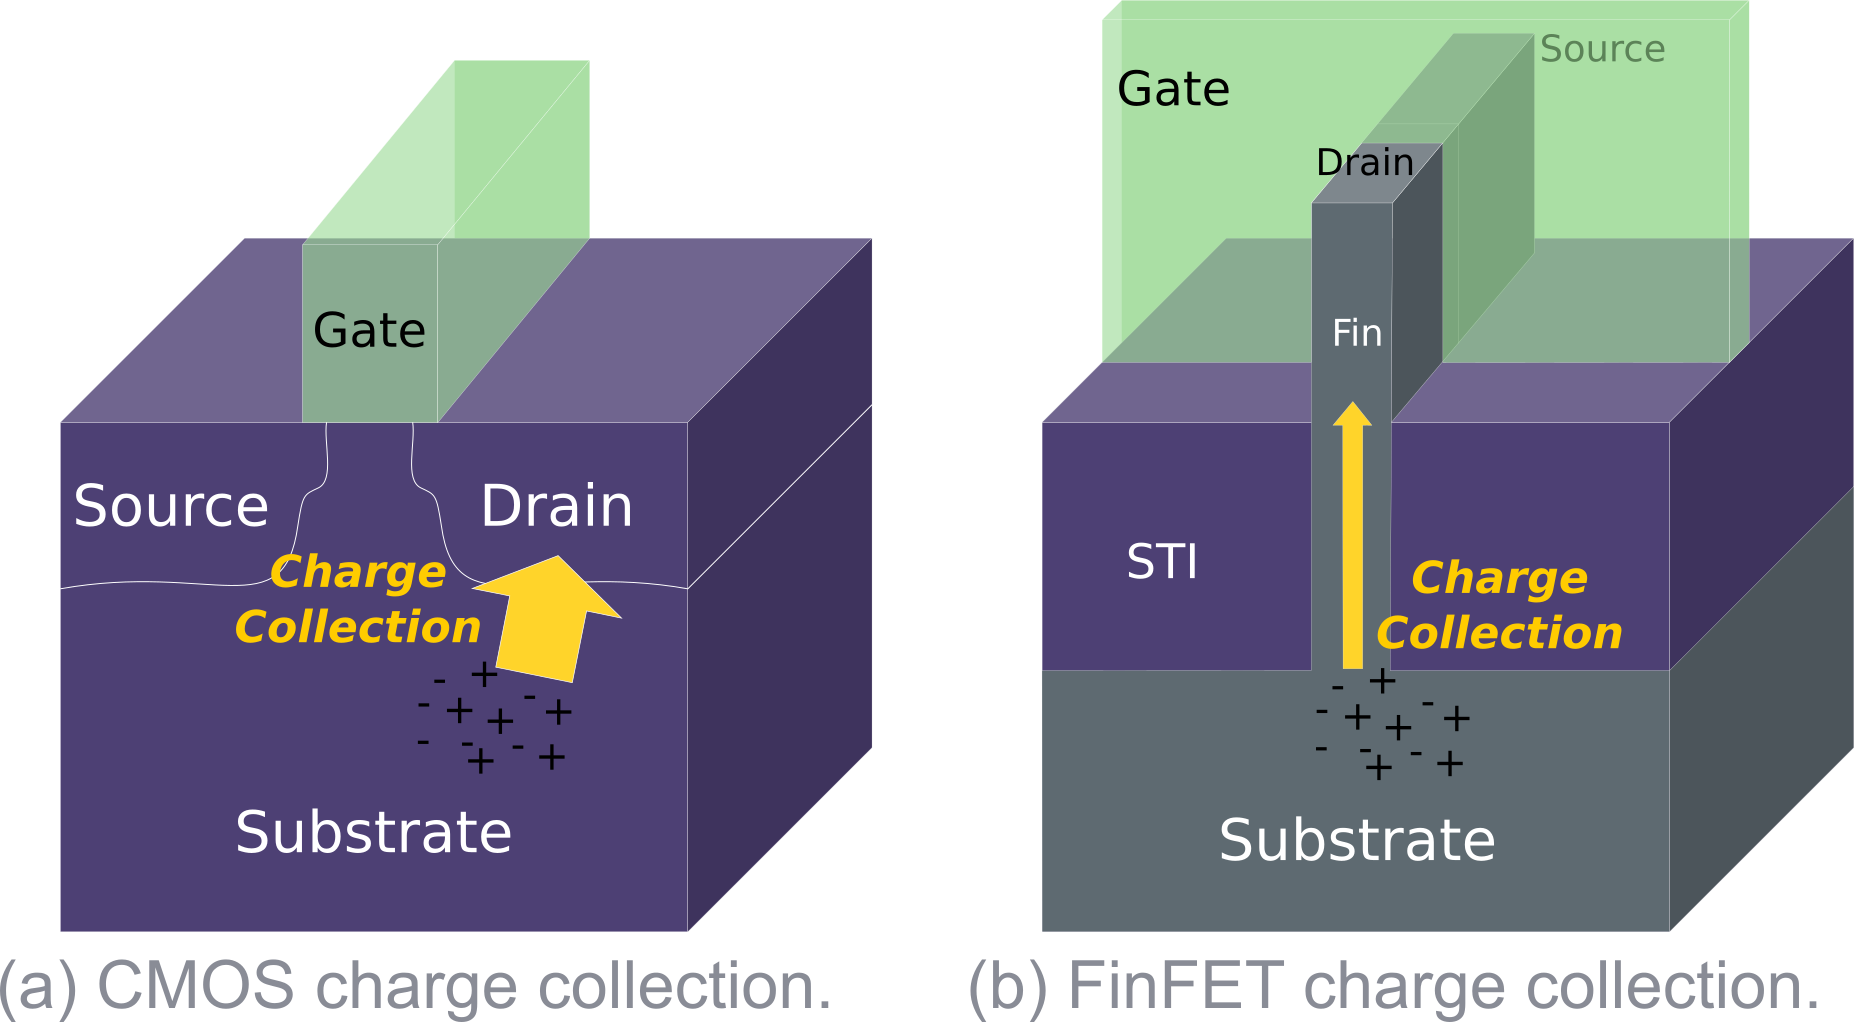 Gate
Source
Drain
Charge
Collection
Substrate
(a) CMOS charge collection.
Source
Gate
Drain
Fin
STI
Charge
Collection
Substrate
(b) FinFET charge collection.